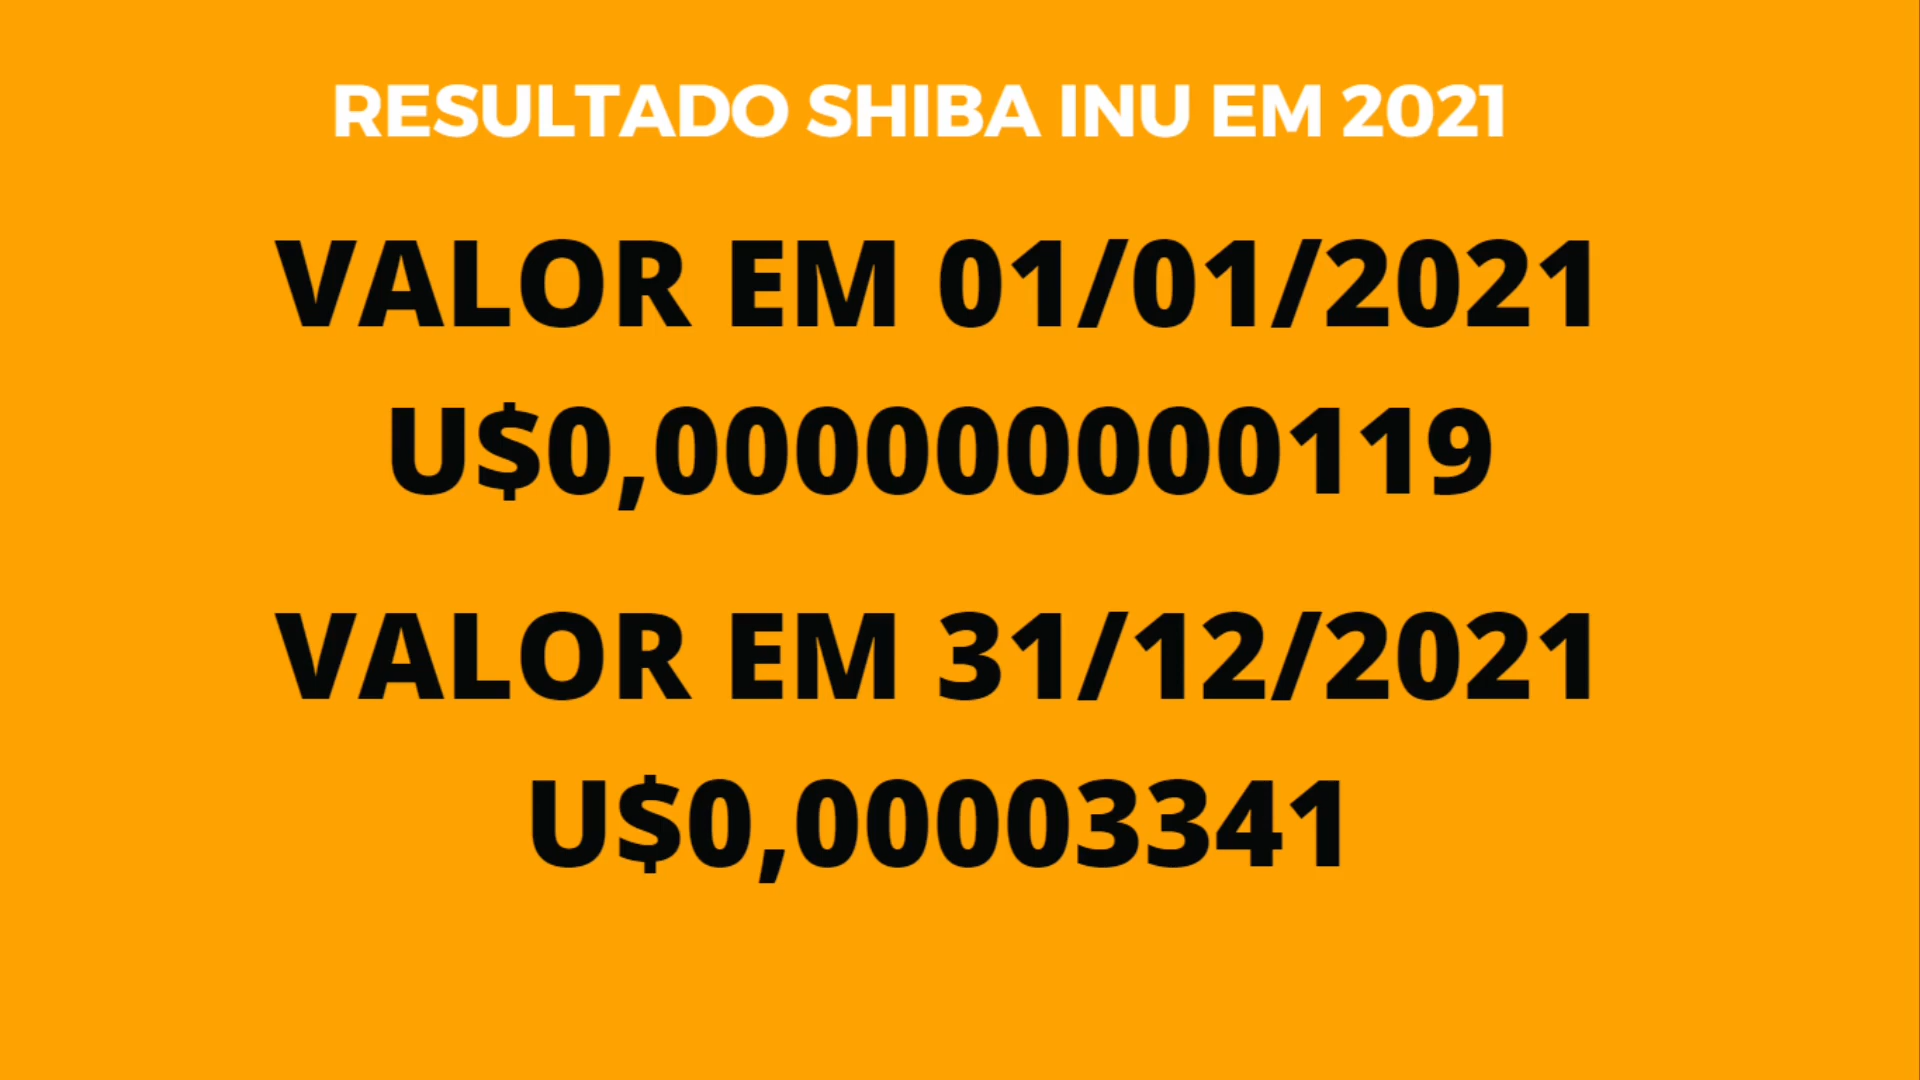 RESULTADO SHIBA INU EM 2021
VALOR EM 01/01/2021
U$0,000000000119
VALOR EM 31/12/2021
U$0,00003341